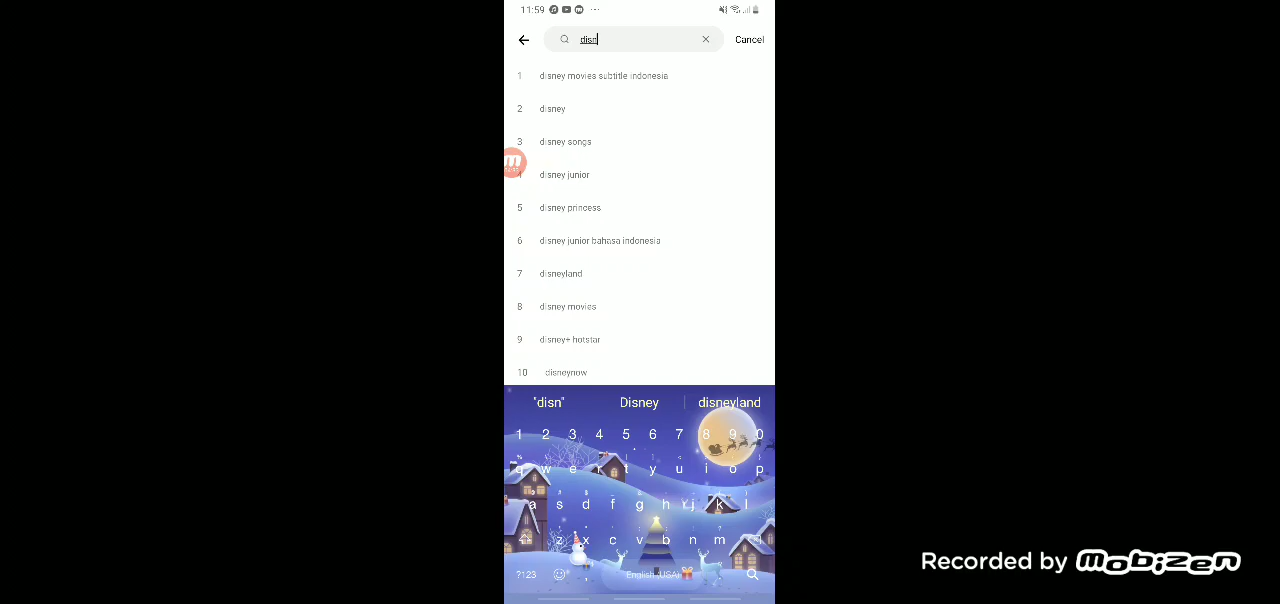 11:59
disn
Cancel
1 disney movies subtitle indonesia
2 disney
3 disney songs
4 disney junior
5 disney princess
6 disney junior bahasa indonesia
7 disneyland
8 disney movies
9 disney+ hotstar
10 disneynow
"disn" Disney disneyland
1 2 3 4 5 6 7 8 9 0
q w e r t y u i o p
a s d f g h j k l
z x c v b n m
?123 English (USA)
Recorded by mobizen